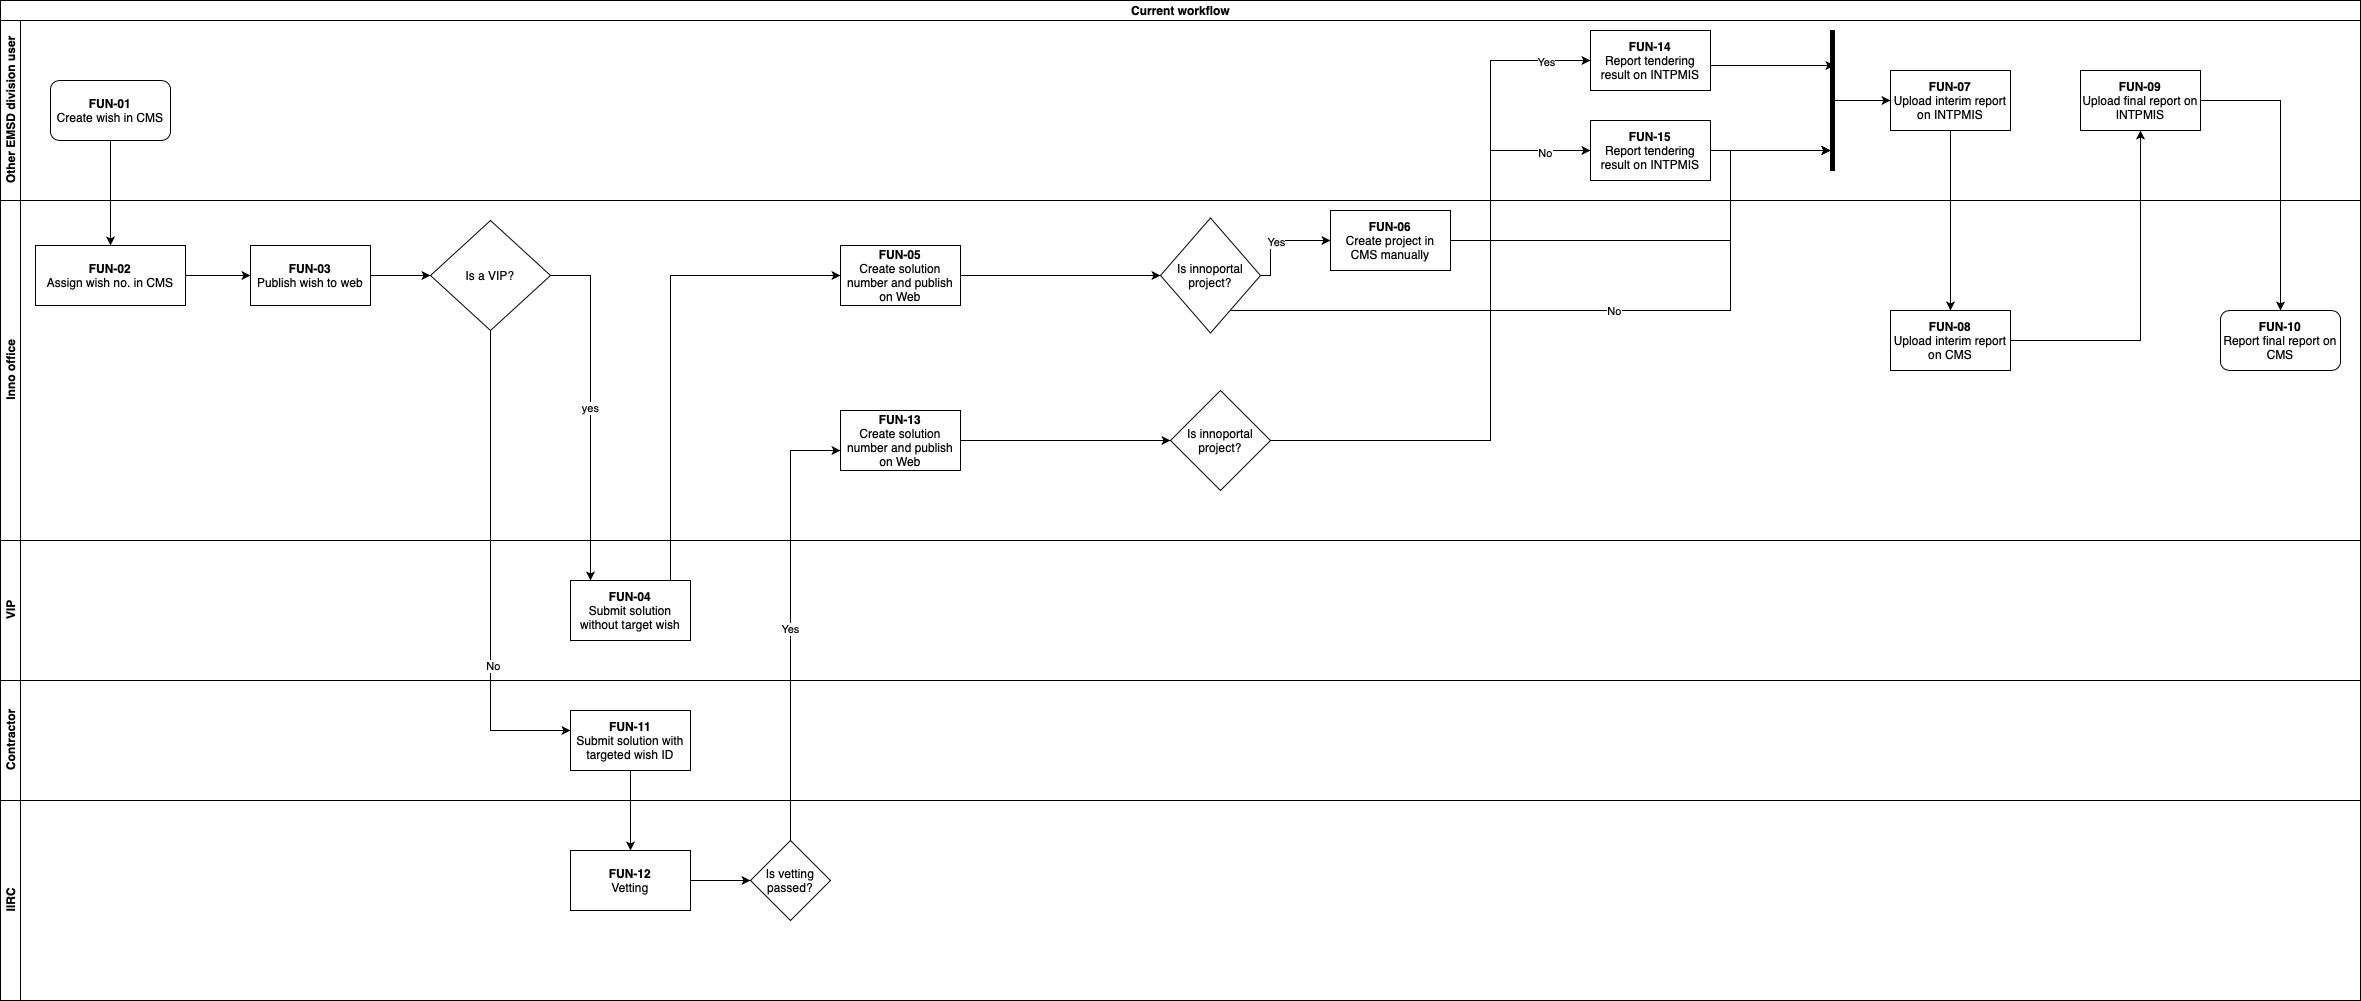 Current workflow
Other EMSD division user
FUN-01
Create wish in CMS
FUN-14
Report tendering
result on INTPMIS
Yes
FUN-15
Report tendering
result on INTPMIS
No
FUN-07
Upload interim report
on INTPMIS
FUN-09
Upload final report on
INTPMIS
Inno office
FUN-02
Assign wish no. in CMS
FUN-03
Publish wish to web
Is a VIP?
yes
FUN-05
Create solution
number and publish
on Web
Is innoportal
project?
Yes
FUN-06
Create project in
CMS manually
No
FUN-08
Upload interim report
on CMS
FUN-10
Report final report on
CMS
FUN-13
Create solution
number and publish
on Web
Is innoportal
project?
VIP
FUN-04
Submit solution
without target wish
Yes
No
Contractor
FUN-11
Submit solution with
targeted wish ID
IIRC
FUN-12
Vetting
Is vetting
passed?